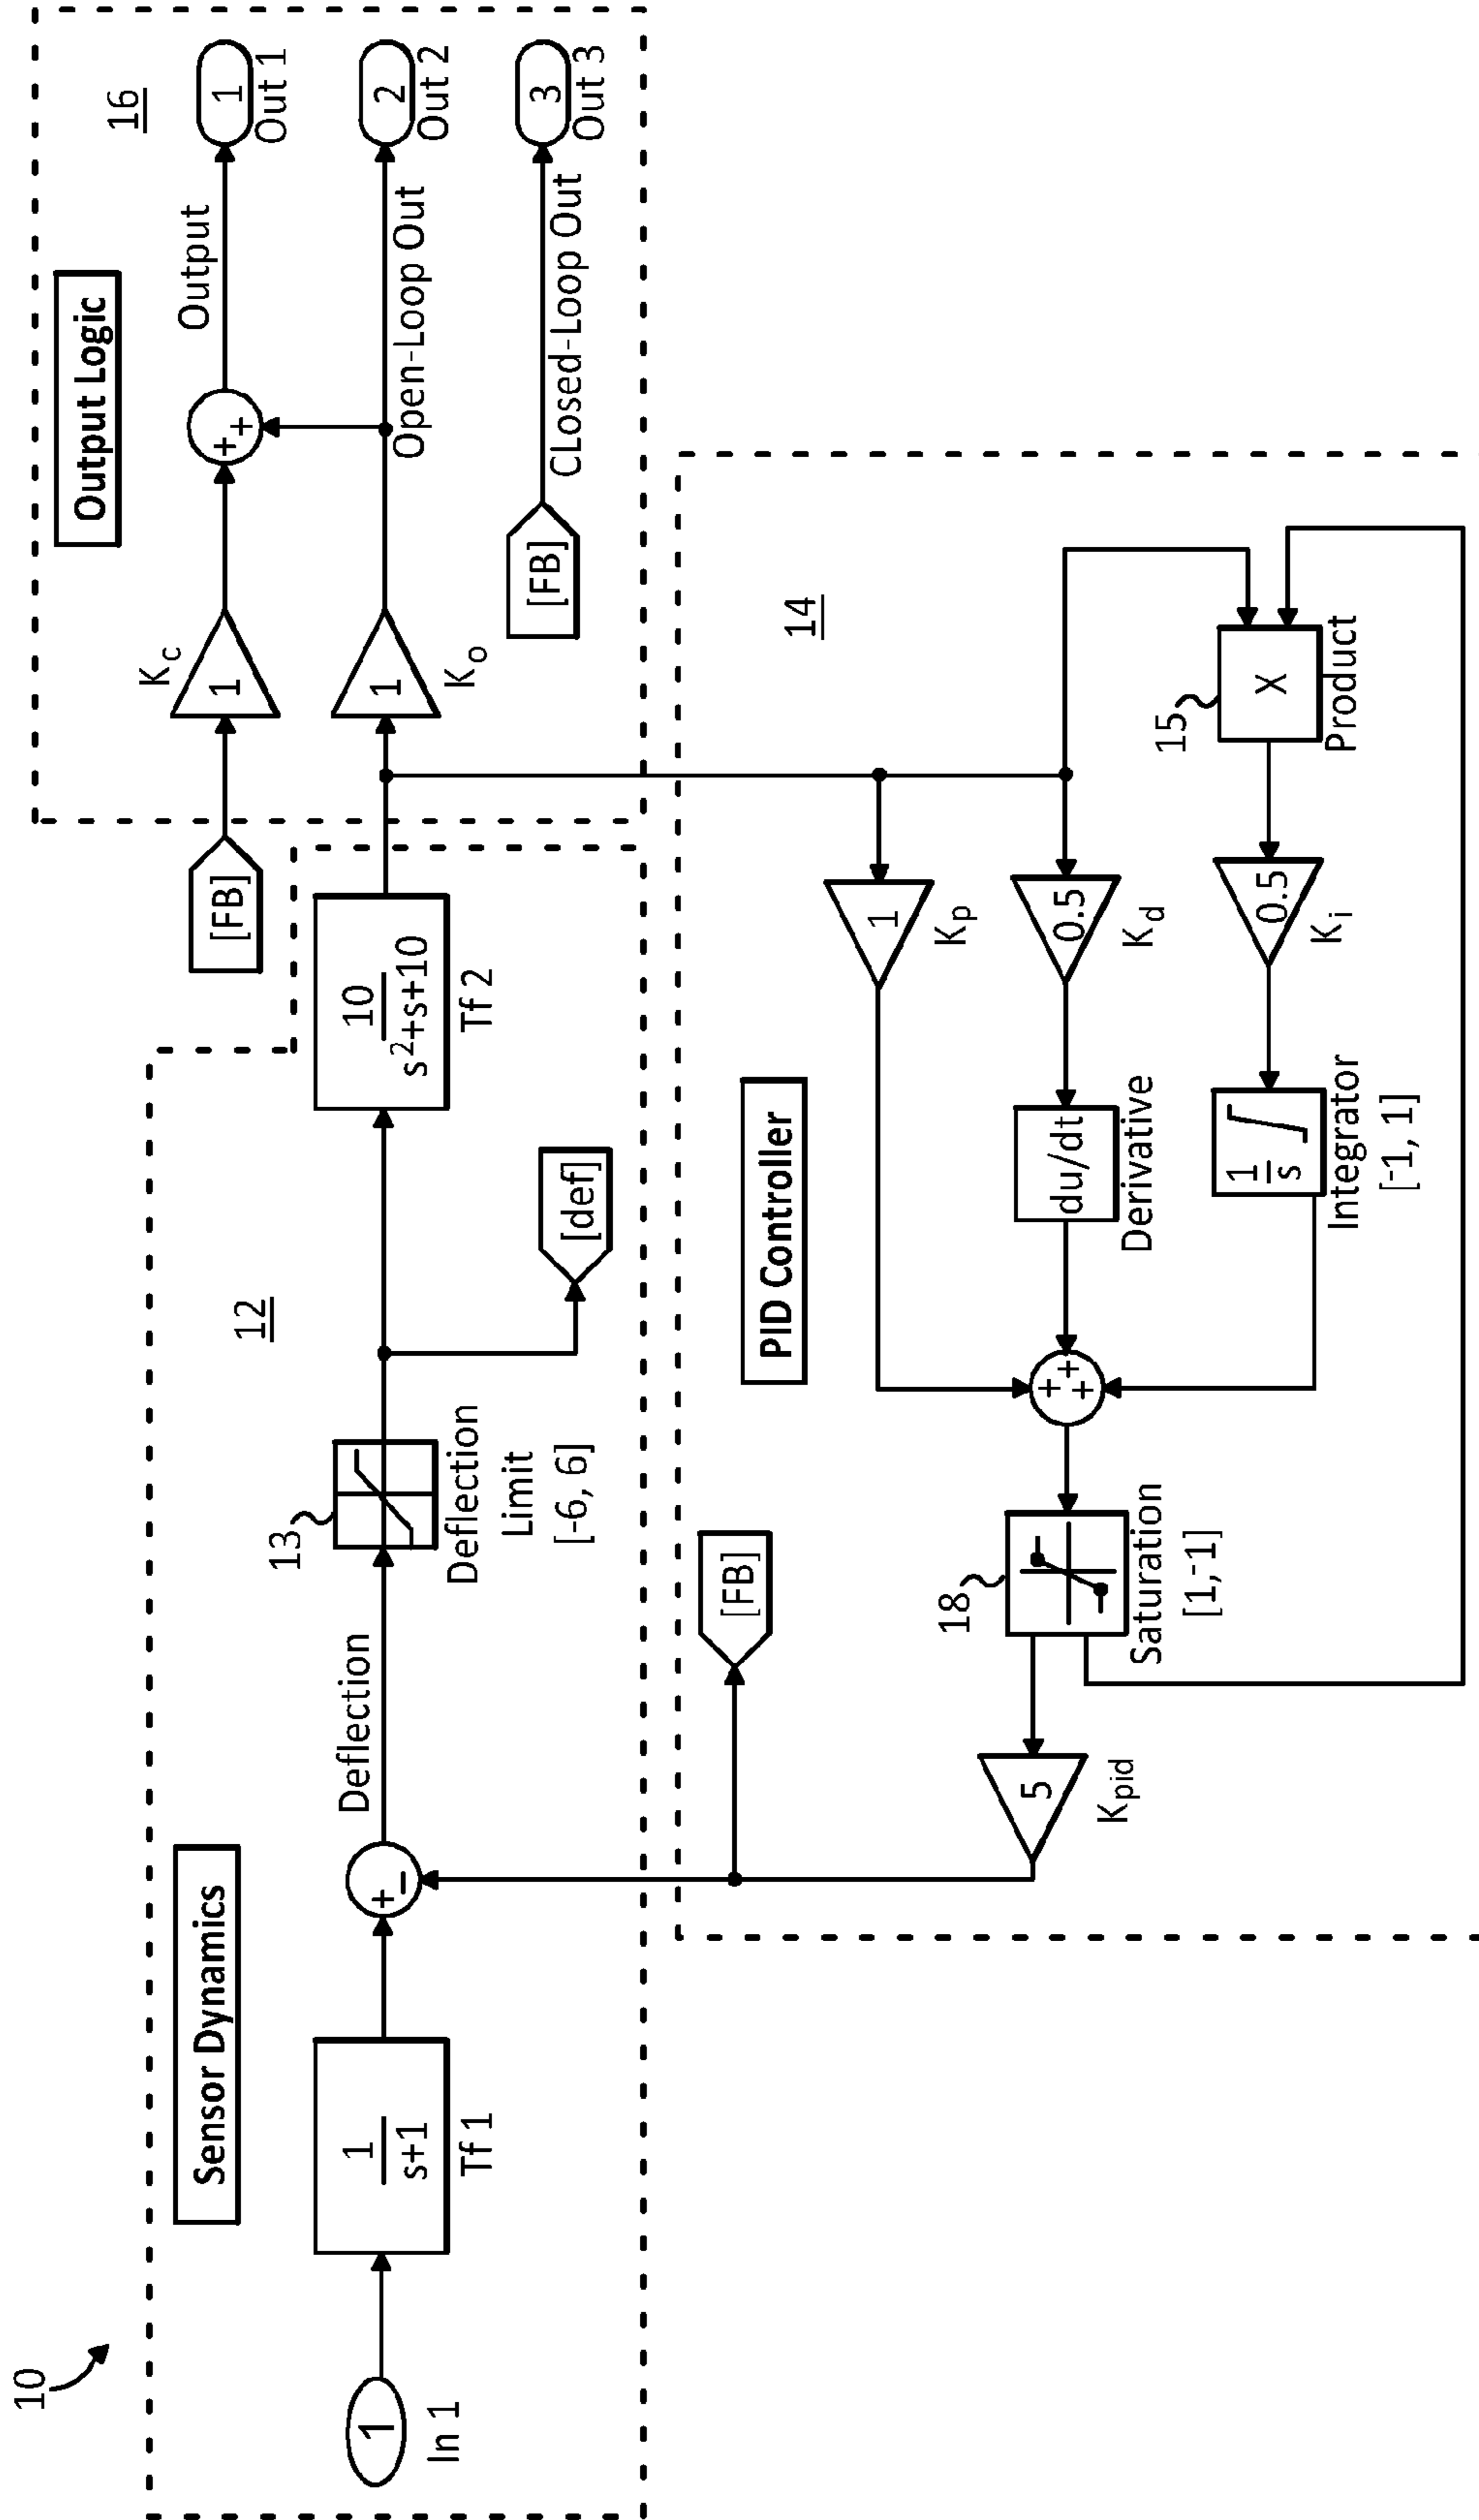 10
Sensor Dynamics
12
Output Logic
16
1
In 1
1
s+1
Tf 1
+
−
Deflection
13
Deflection
Limit
[-6, 6]
[def]
10
s²+s+10
Tf 2
[FB]
1
Kc
+
+
Output
1
Out 1
1
Ko
Open-Loop Out
2
Out 2
[FB]
CLosed-Loop Out
3
Out 3
PID Controller
14
[FB]
5
Kpid
18
Saturation
[1,-1]
+
+
+
1
Kp
du/dt
Derivative
0.5
Kd
1
s
Integrator
[-1, 1]
0.5
Ki
15
X
Product